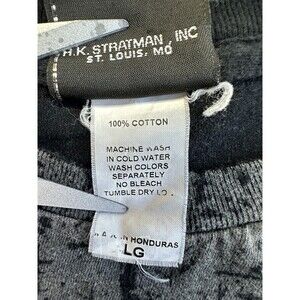 H.K. STRATMAN, INC
ST. LOUIS, MO
100% COTTON
MACHINE WASH
IN COLD WATER
WASH COLORS
SEPARATELY
NO BLEACH
TUMBLE DRY LO
IN HONDURAS
LG